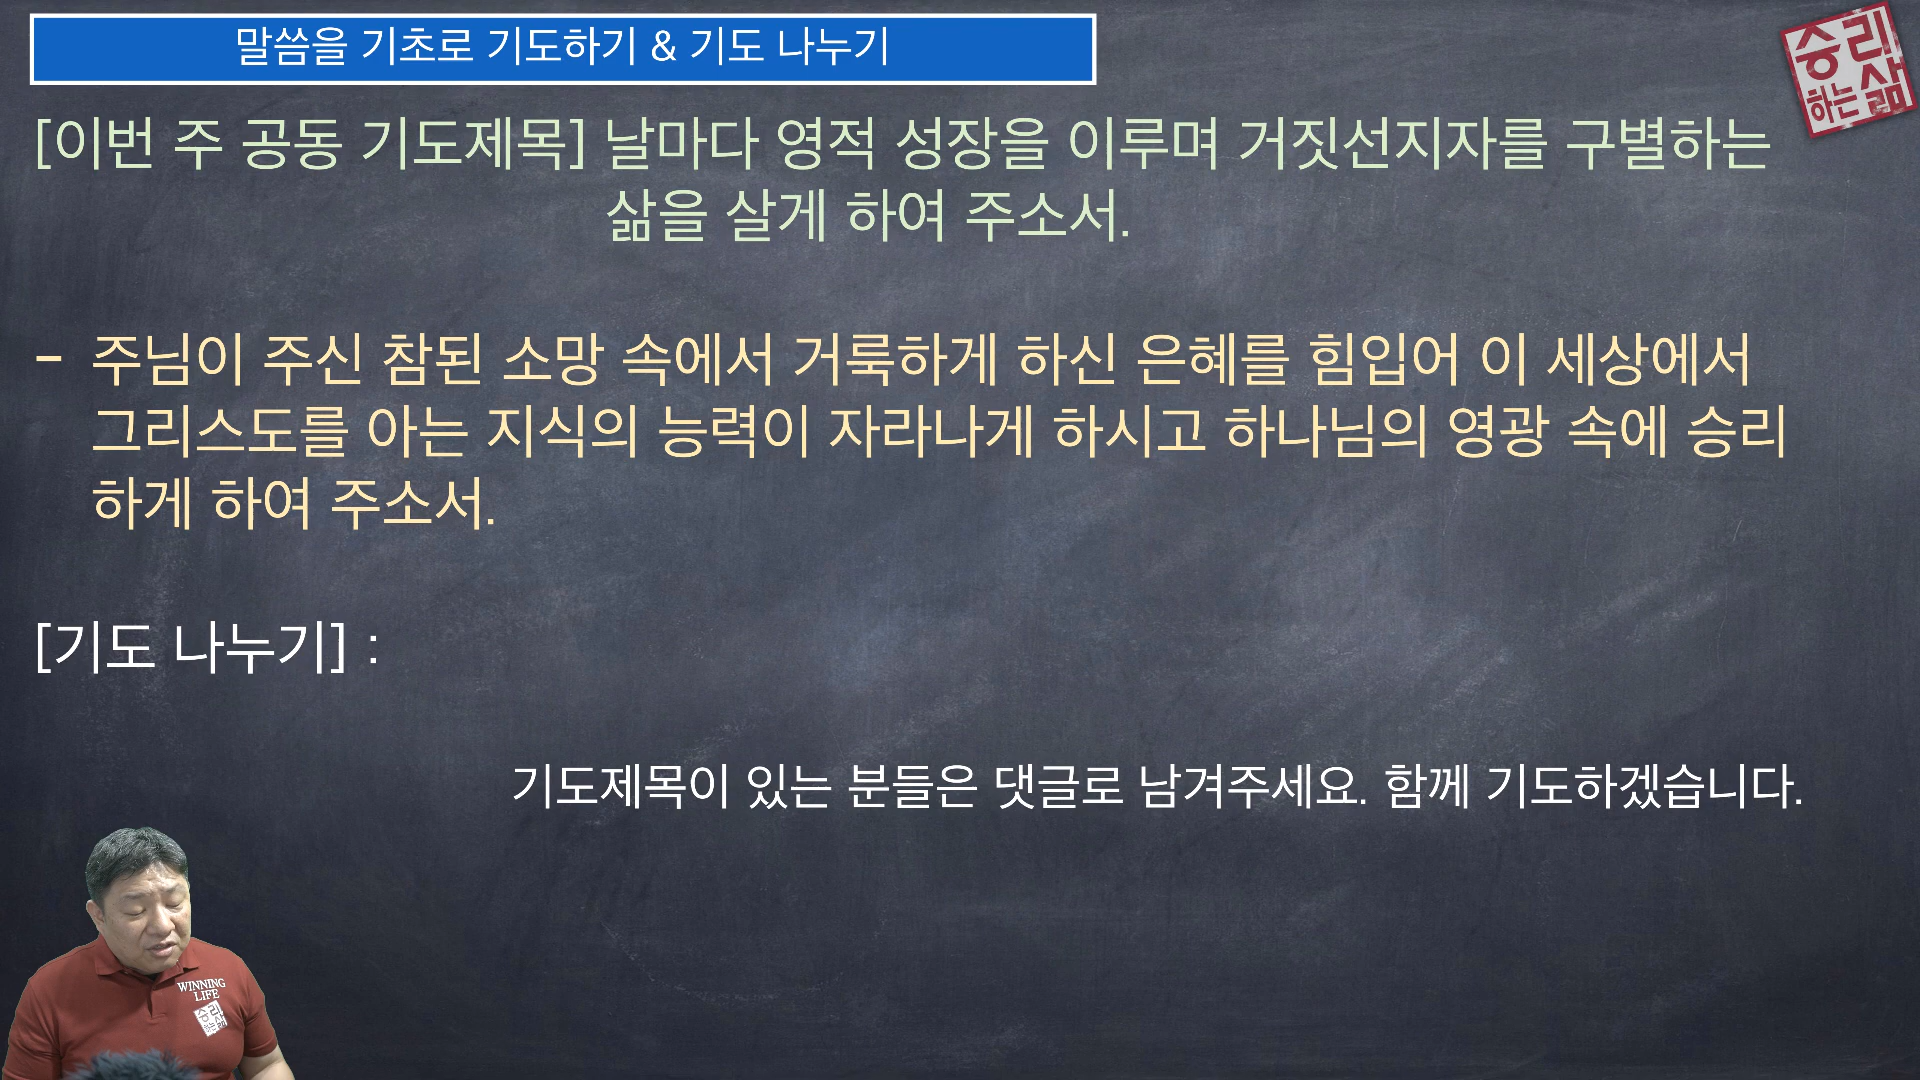 말씀을 기초로 기도하기 & 기도 나누기
승리
하는 삶
[이번 주 공동 기도제목] 날마다 영적 성장을 이루며 거짓선지자를 구별하는
삶을 살게 하여 주소서.
- 주님이 주신 참된 소망 속에서 거룩하게 하신 은혜를 힘입어 이 세상에서
그리스도를 아는 지식의 능력이 자라나게 하시고 하나님의 영광 속에 승리
하게 하여 주소서.
[기도 나누기] :
기도제목이 있는 분들은 댓글로 남겨주세요. 함께 기도하겠습니다.
WINNING
LIFE
승리
하는 삶